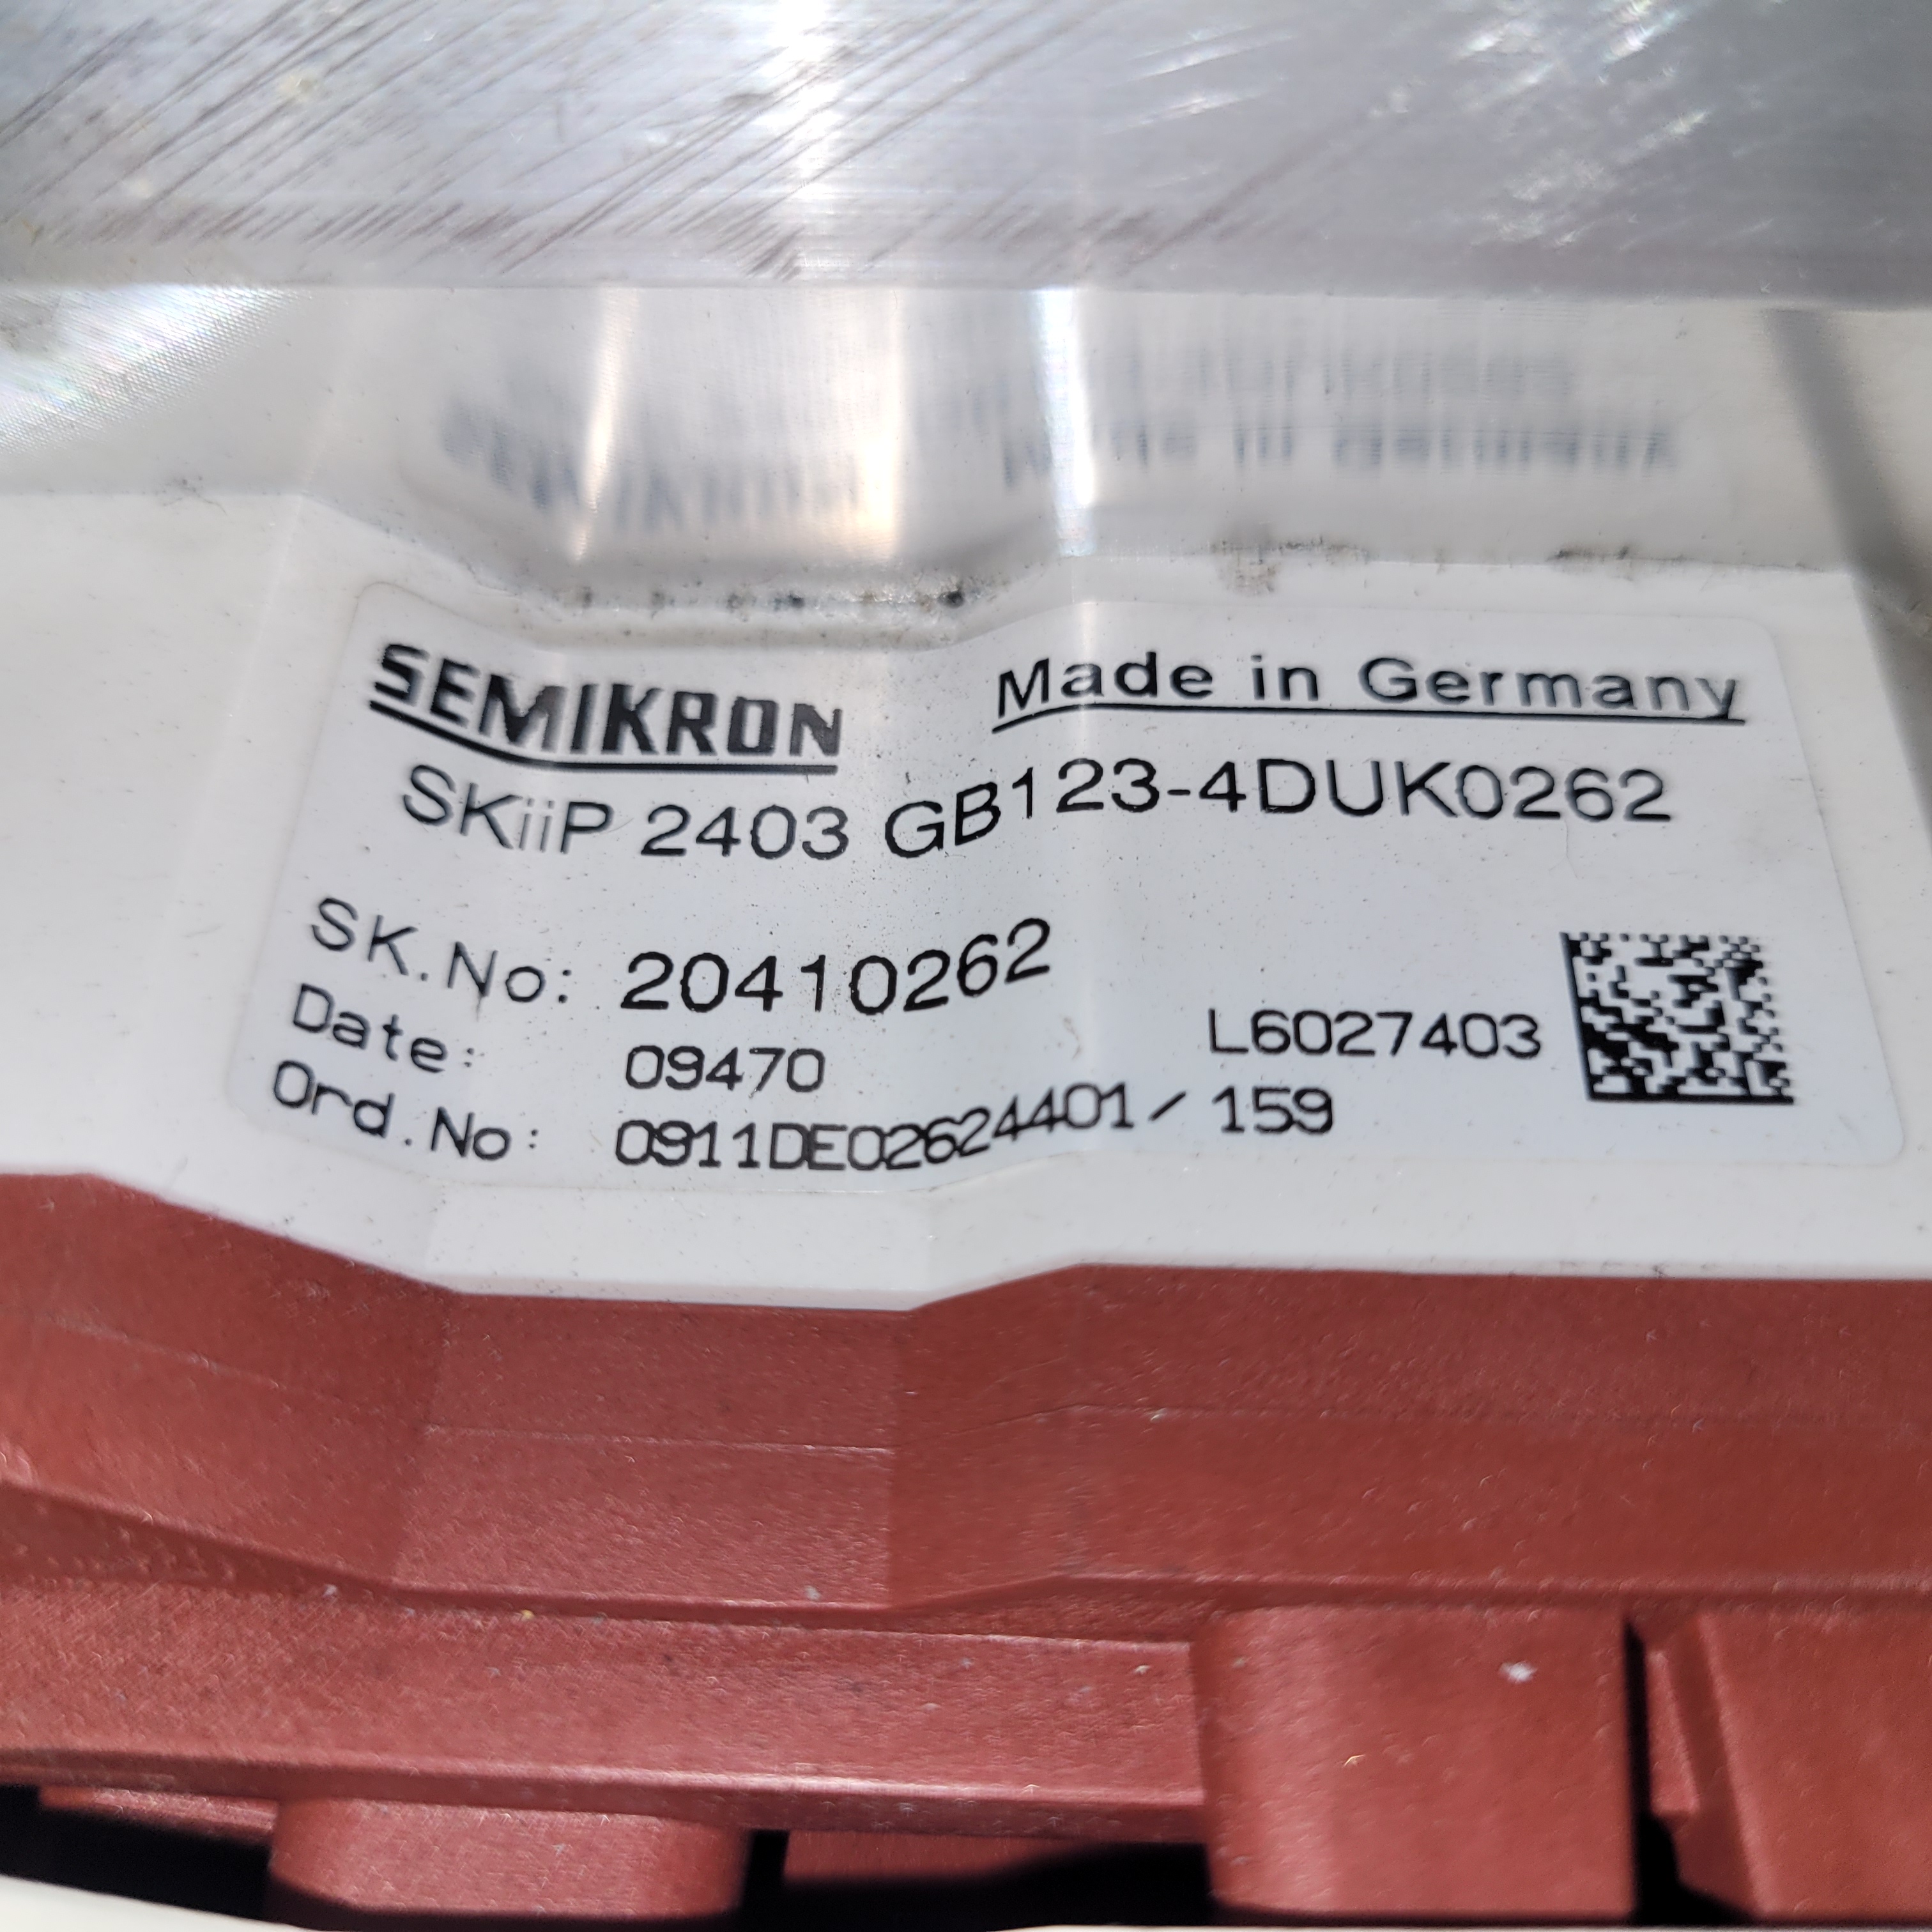 SEMIKRON Made in Germany
SKiiP 2403 GB123-4DUK0262
SK.No: 20410262
Date: 09470 L6027403
Ord.No: 0911DE02624401/ 159